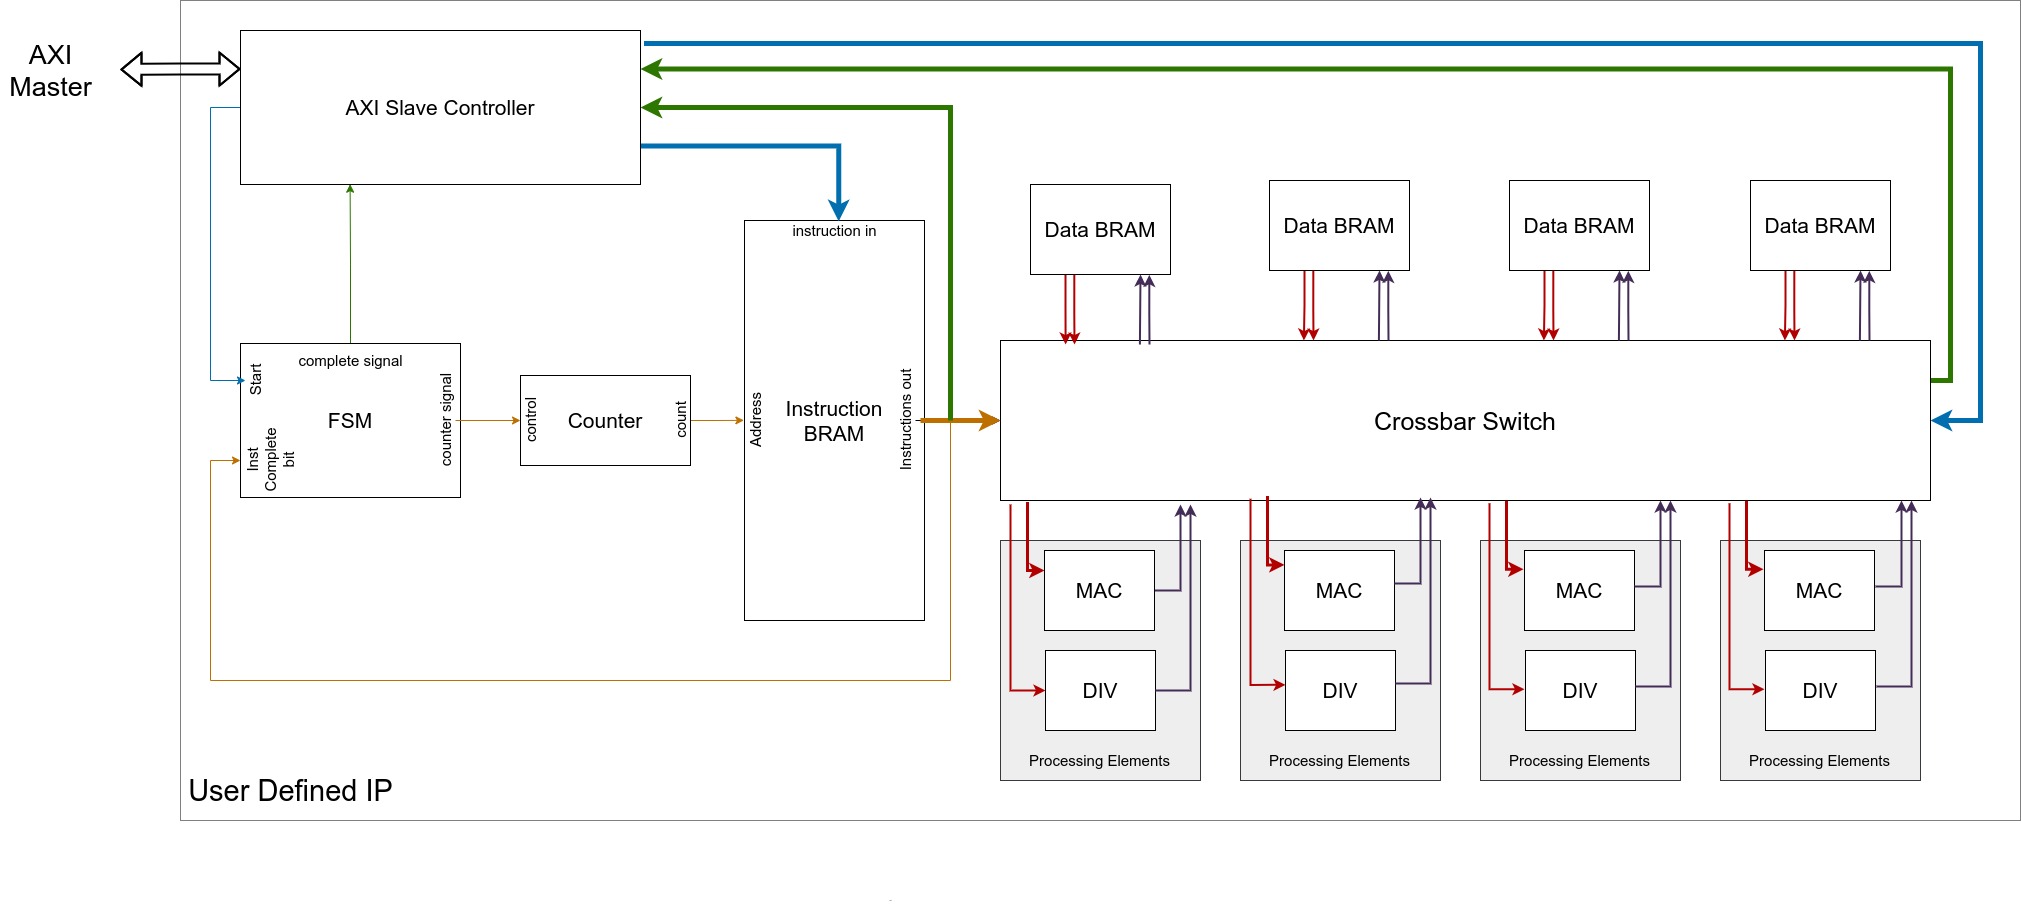 AXI
Master
AXI Slave Controller
instruction in
Data BRAM
Data BRAM
Data BRAM
Data BRAM
complete signal
Start
FSM
Inst
Complete
bit
counter signal
control
Counter
count
Address
Instruction
BRAM
Instructions out
Crossbar Switch
MAC
MAC
MAC
MAC
DIV
DIV
DIV
DIV
Processing Elements
Processing Elements
Processing Elements
Processing Elements
User Defined IP